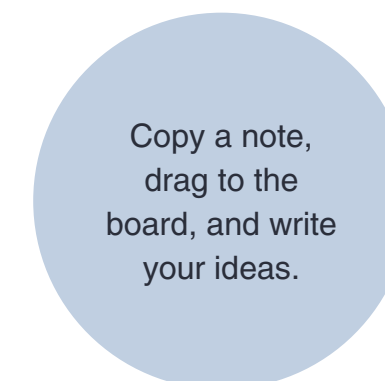 Copy a note,
drag to the
board, and write
your ideas.